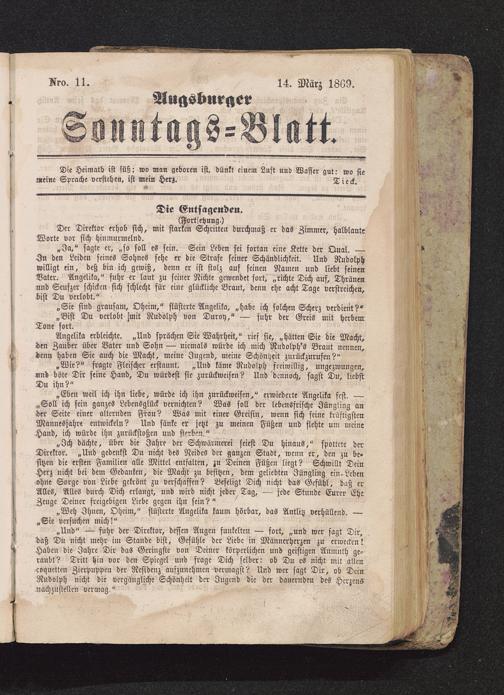 Nro. 11.
14. März 1869.
Augsburger
Sonntags=Blatt.
Die Heimath ist süß; wo man geboren ist, dünkt einem Luft und Wasser gut: wo sie
meine Sprache verstehen, ist mein Herz.
Tieck.
Die Entsagenden.
(Fortsetzung.)
Der Direktor erhob sich, mit starken Schritten durchmaß er das Zimmer, halblaute
Worte vor sich hinmurmelnd.
„Ja,“ sagte er, „so soll es sein. Sein Leben sei fortan eine Kette der Qual. —
In den Leiden seines Sohnes sehe er die Strafe seiner Schändlichkeit. Und Rudolph
willigt ein, deß bin ich gewiß, denn er ist stolz auf seinen Namen und liebt seinen
Vater. Angelika,“ fuhr er laut zu seiner Nichte gewendet fort, „richte Dich auf, Thränen
und Seufzer schicken sich schlecht für eine glückliche Braut, denn ehe acht Tage verstreichen,
bist Du verlobt.“
„Sie sind grausam, Oheim,“ flüsterte Angelika, „habe ich solchen Scherz verdient?“
„Bist Du verlobt mit Rudolph von Duroy,“ — fuhr der Greis mit herbem
Tone fort.
Angelika erbleichte. „Und sprächen Sie Wahrheit,“ rief sie, „hätten Sie die Macht,
den Zauber über Vater und Sohn — niemals würde ich mich Rudolph's Braut nennen,
denn haben Sie auch die Macht, meine Jugend, meine Schönheit zurückzurufen?“
„Wie?“ fragte Fleischer erstaunt. „Und käme Rudolph freiwillig, ungezwungen,
und böte Dir seine Hand, Du würdest sie zurückweisen? Und dennoch, sagst Du, liebst
Du ihn?“
„Eben weil ich ihn liebe, würde ich ihn zurückweisen,“ erwiederte Angelika fest. —
„Soll ich sein ganzes Lebensglück vernichten? Was soll der lebensfrische Jüngling an
der Seite einer alternden Frau? Was mit einer Greisin, wenn sich seine kräftigsten
Mannesjahre entwickeln? Und sänke er jetzt zu meinen Füßen und flehte um meine
Hand, ich würde ihn zurückstoßen und sterben.“
„Ich dächte, über die Jahre der Schwärmerei seiest Du hinaus,“ spottete der
Direktor. „Und gedenkst Du nicht des Neides der ganzen Stadt, wenn er, den zu be-
sitzen die ersten Familien alle Mittel entfalten, zu Deinen Füßen liegt? Schwillt Dein
Herz nicht bei dem Gedanken, die Macht zu besitzen, dem geliebten Jüngling ein Leben
ohne Sorge von Liebe gekrönt zu verschaffen? Beseligt Dich nicht das Gefühl, daß er
Alles, Alles durch Dich erlangt, und wird nicht jeder Tag, — jede Stunde Eurer Ehe
Zeuge Deiner freigebigen Liebe gegen ihn sein?“
„Weh Ihnen, Oheim,“ flüsterte Angelika kaum hörbar, das Antlitz verhüllend. —
„Sie versuchen mich!“
„Und“ — fuhr der Direktor, dessen Augen funkelten — fort, „und wer sagt Dir,
daß Du nicht mehr im Stande bist, Gefühle der Liebe in Männerherzen zu erwecken?
Haben die Jahre Dir das Geringste von Deiner körperlichen und geistigen Anmuth ge-
raubt? Tritt hin vor den Spiegel und frage Dich selber: ob Du es nicht mit allen
coquetten Zierpuppen der Residenz aufzunehmen vermagst? Und wer sagt Dir, ob Dein
Rudolph nicht die vergängliche Schönheit der Jugend die der dauernden des Herzens
nachzustellen vermag.“